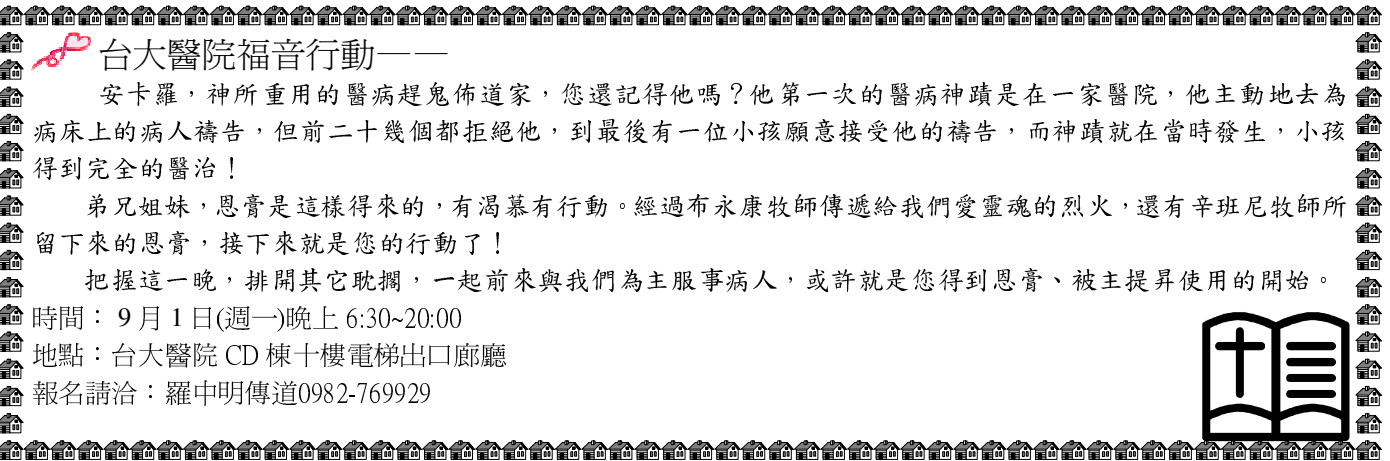 台大醫院福音行動——
安卡羅，神所重用的醫病趕鬼佈道家，您還記得他嗎？他第一次的醫病神蹟是在一家醫院，他主動地去為
病床上的病人禱告，但前二十幾個都拒絕他，到最後有一位小孩願意接受他的禱告，而神蹟就在當時發生，小孩
得到完全的醫治！
弟兄姐妹，恩膏是這樣得來的，有渴慕有行動。經過布永康牧師傳遞給我們愛靈魂的烈火，還有辛班尼牧師所
留下來的恩膏，接下來就是您的行動了！
把握這一晚，排開其它耽擱，一起前來與我們為主服事病人，或許就是您得到恩膏、被主提昇使用的開始。
時間： 9 月 1 日(週一)晚上 6:30~20:00
地點：台大醫院 CD 棟十樓電梯出口廊廳
報名請洽：羅中明傳道0982-769929